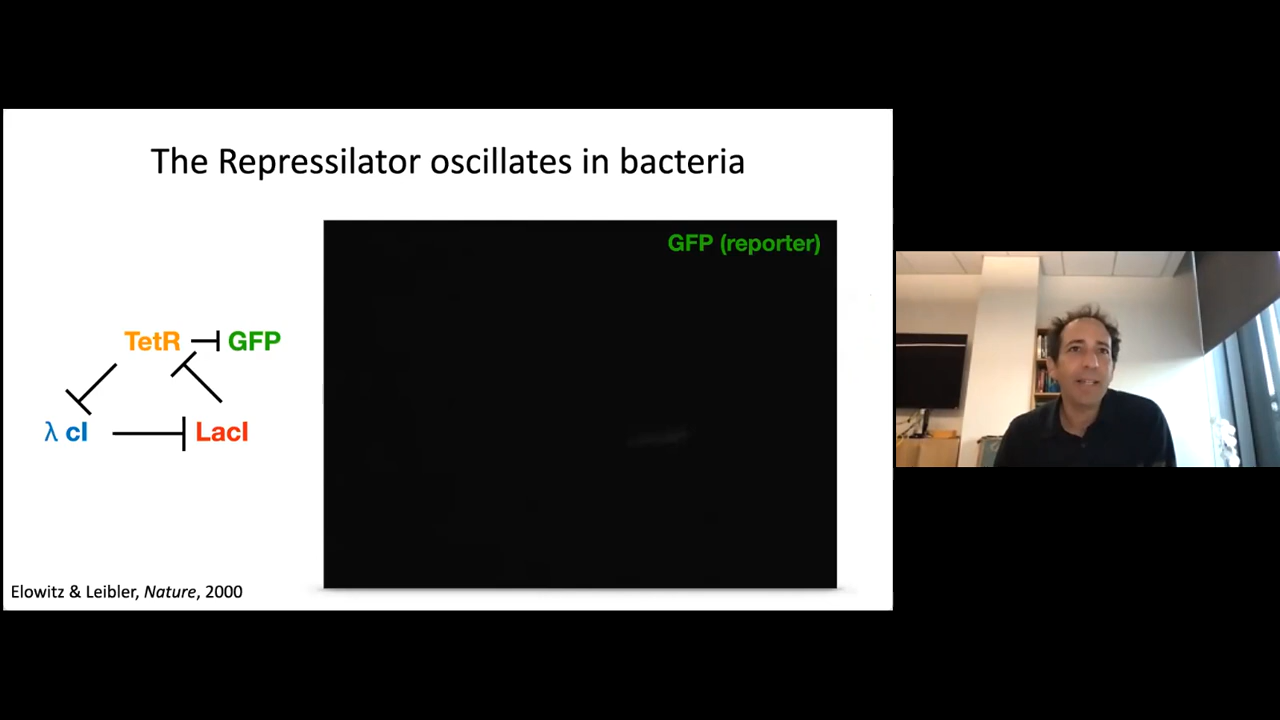 The Repressilator oscillates in bacteria
GFP (reporter)
TetR
GFP
λ cI
LacI
Elowitz & Leibler, Nature, 2000